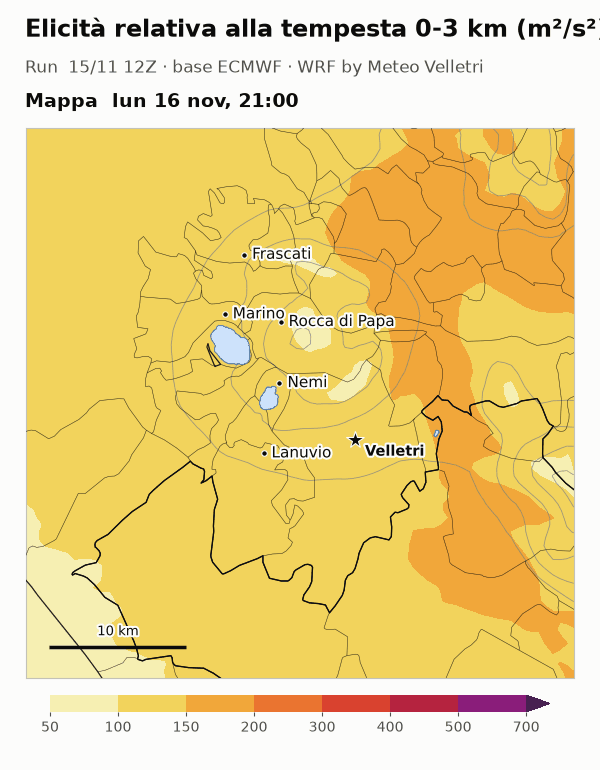 Elicità relativa alla tempesta 0-3 km (m²/s²)
Run  15/11 12Z · base ECMWF · WRF by Meteo Velletri
Mappa  lun 16 nov, 21:00
Frascati
Marino
Rocca di Papa
Nemi
Velletri
Lanuvio
10 km
50 100 150 200 300 400 500 700